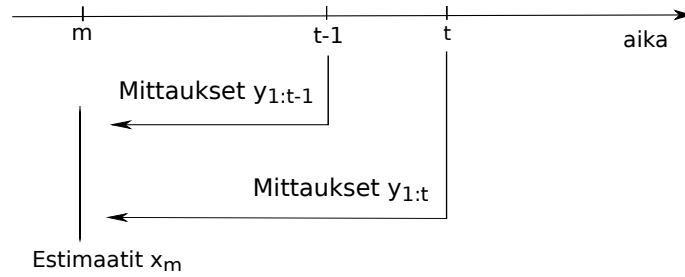 m t-1 t
aika
Mittaukset y1:t-1
Mittaukset y1:t
Estimaatit xm